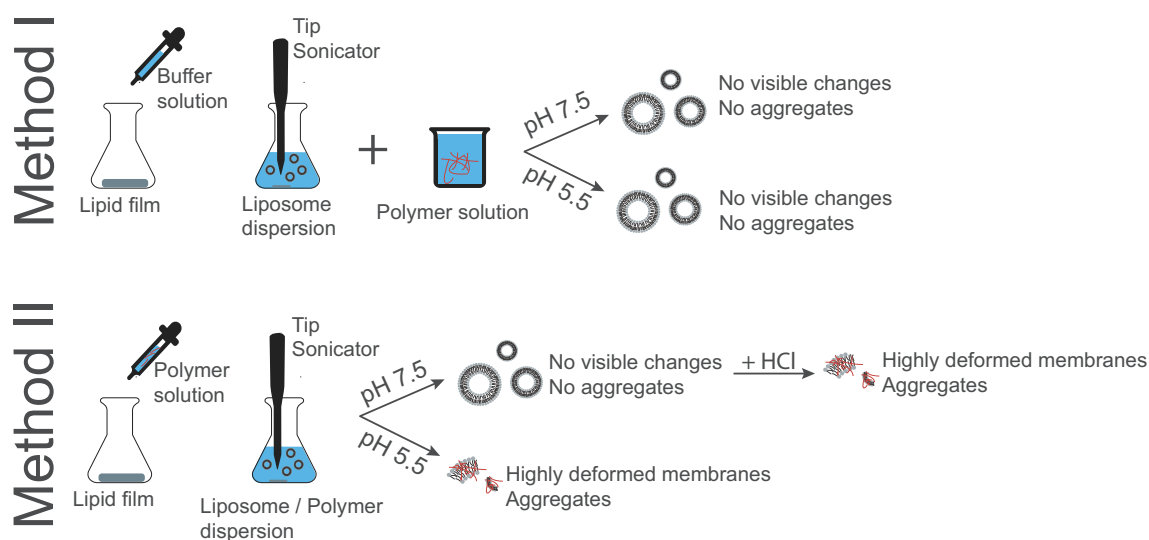 Method I
Tip
Sonicator
Buffer
solution
Lipid film
Liposome
dispersion
+
Polymer solution
pH 7.5
No visible changes
No aggregates
pH 5.5
No visible changes
No aggregates
Method II
Tip
Sonicator
Polymer
solution
Lipid film
Liposome / Polymer
dispersion
pH 7.5
No visible changes
No aggregates
+ HCl
Highly deformed membranes
Aggregates
pH 5.5
Highly deformed membranes
Aggregates